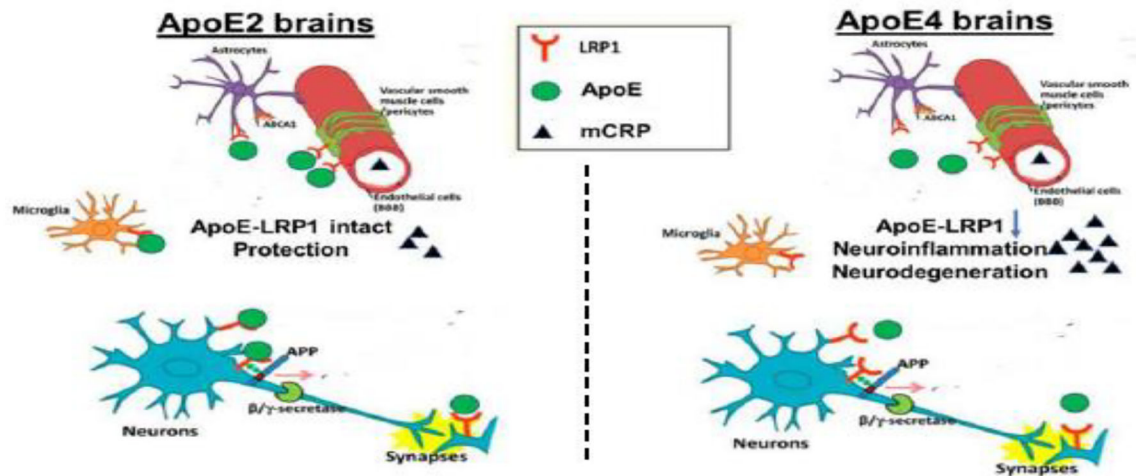 ApoE2 brains
Astrocytes
ABCA1
Vascular smooth
muscle cells
/pericytes
Endothelial cells
(BBB)
Microglia
ApoE-LRP1 intact
Protection
APP
β/γ-secretase
Neurons
Synapses
LRP1
ApoE
mCRP
ApoE4 brains
Astrocytes
ABCA1
Vascular smooth
muscle cells
/pericytes
Endothelial cells
(BBB)
Microglia
ApoE-LRP1
Neuroinflammation
Neurodegeneration
APP
β/γ-secretase
Neurons
Synapses